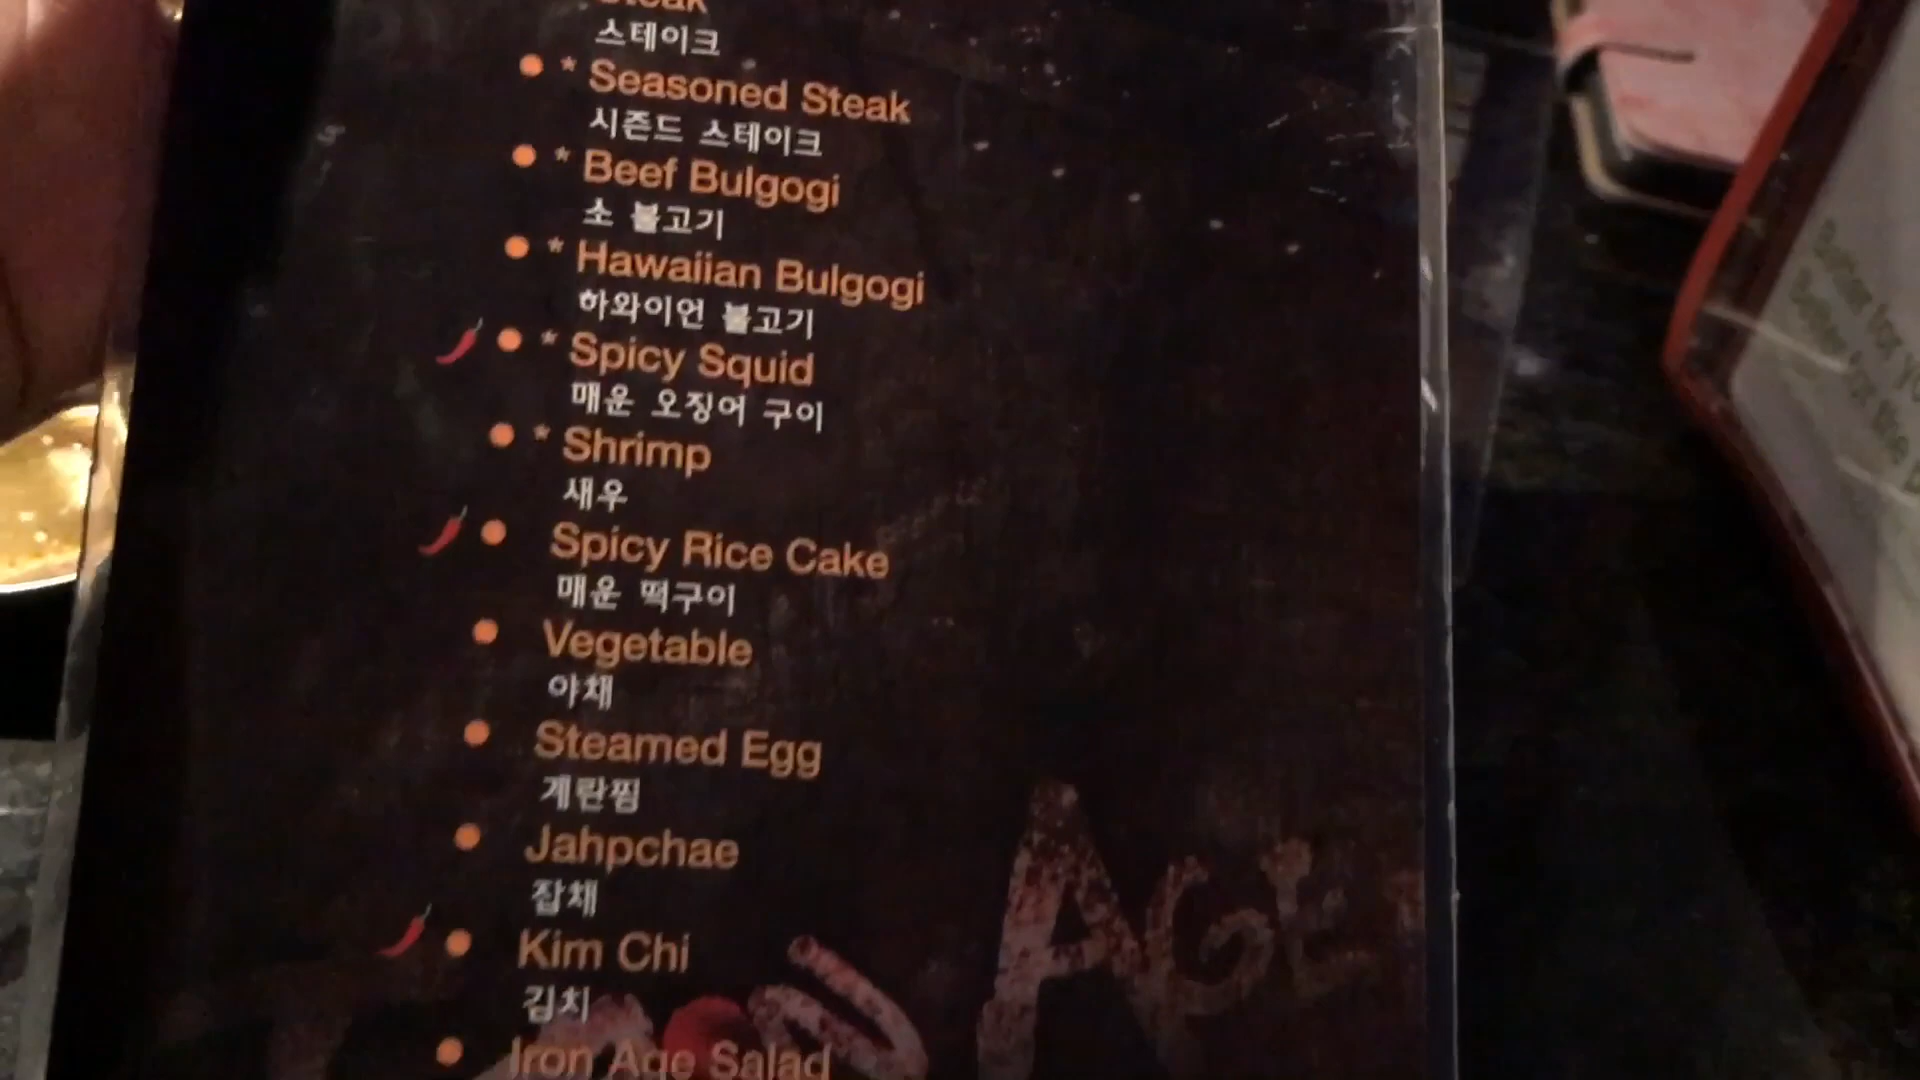 Steak
스테이크
* Seasoned Steak
시즌드 스테이크
* Beef Bulgogi
소 불고기
* Hawaiian Bulgogi
하와이언 불고기
* Spicy Squid
매운 오징어 구이
* Shrimp
새우
Spicy Rice Cake
매운 떡구이
Vegetable
야채
Steamed Egg
계란찜
Jahpchae
잡채
Kim Chi
김치
Iron Age Salad
AGE